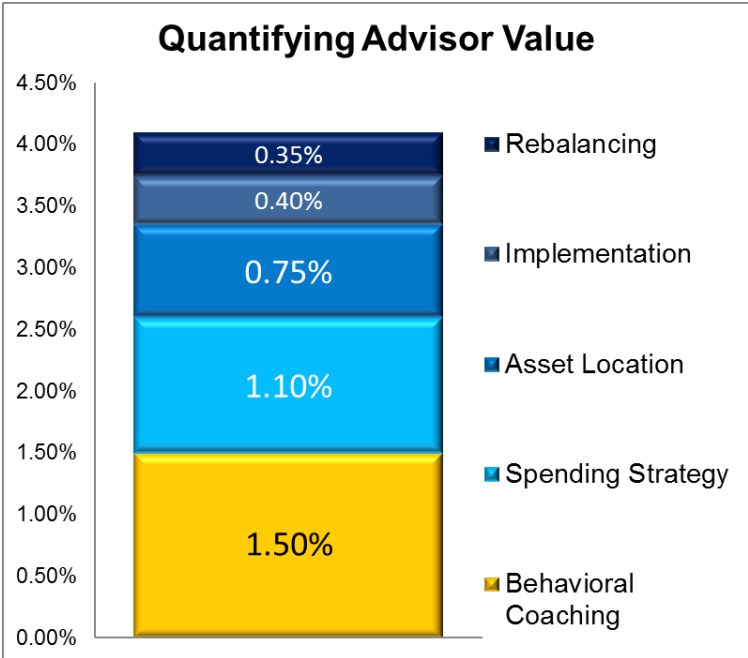 Quantifying Advisor Value
4.50%
4.00%
3.50%
3.00%
2.50%
2.00%
1.50%
1.00%
0.50%
0.00%
0.35%
0.40%
0.75%
1.10%
1.50%
Rebalancing
Implementation
Asset Location
Spending Strategy
Behavioral
Coaching